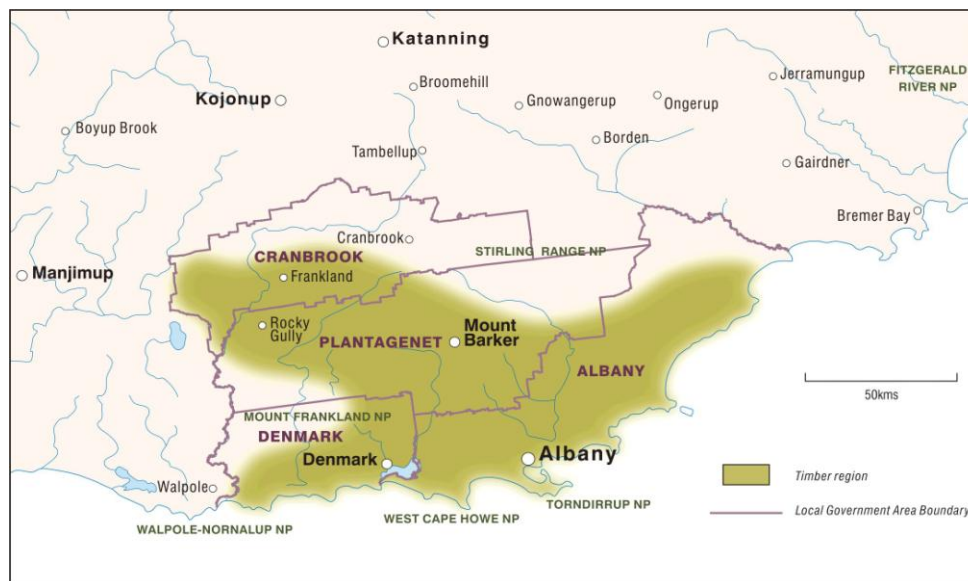 Katanning
Broomehill
Kojonup
Boyup Brook
Tambellup
Gnowangerup
Ongerup
Borden
Jerramungup
FITZGERALD
RIVER NP
Gairdner
Bremer Bay
Cranbrook
CRANBROOK
STIRLING RANGE NP
Manjimup
Frankland
Rocky
Gully
PLANTAGENET
Mount
Barker
ALBANY
50kms
MOUNT FRANKLAND NP
DENMARK
Denmark
Albany
Walpole
WALPOLE-NORNALUP NP
WEST CAPE HOWE NP
TORNDIRRUP NP
Timber region
Local Government Area Boundary